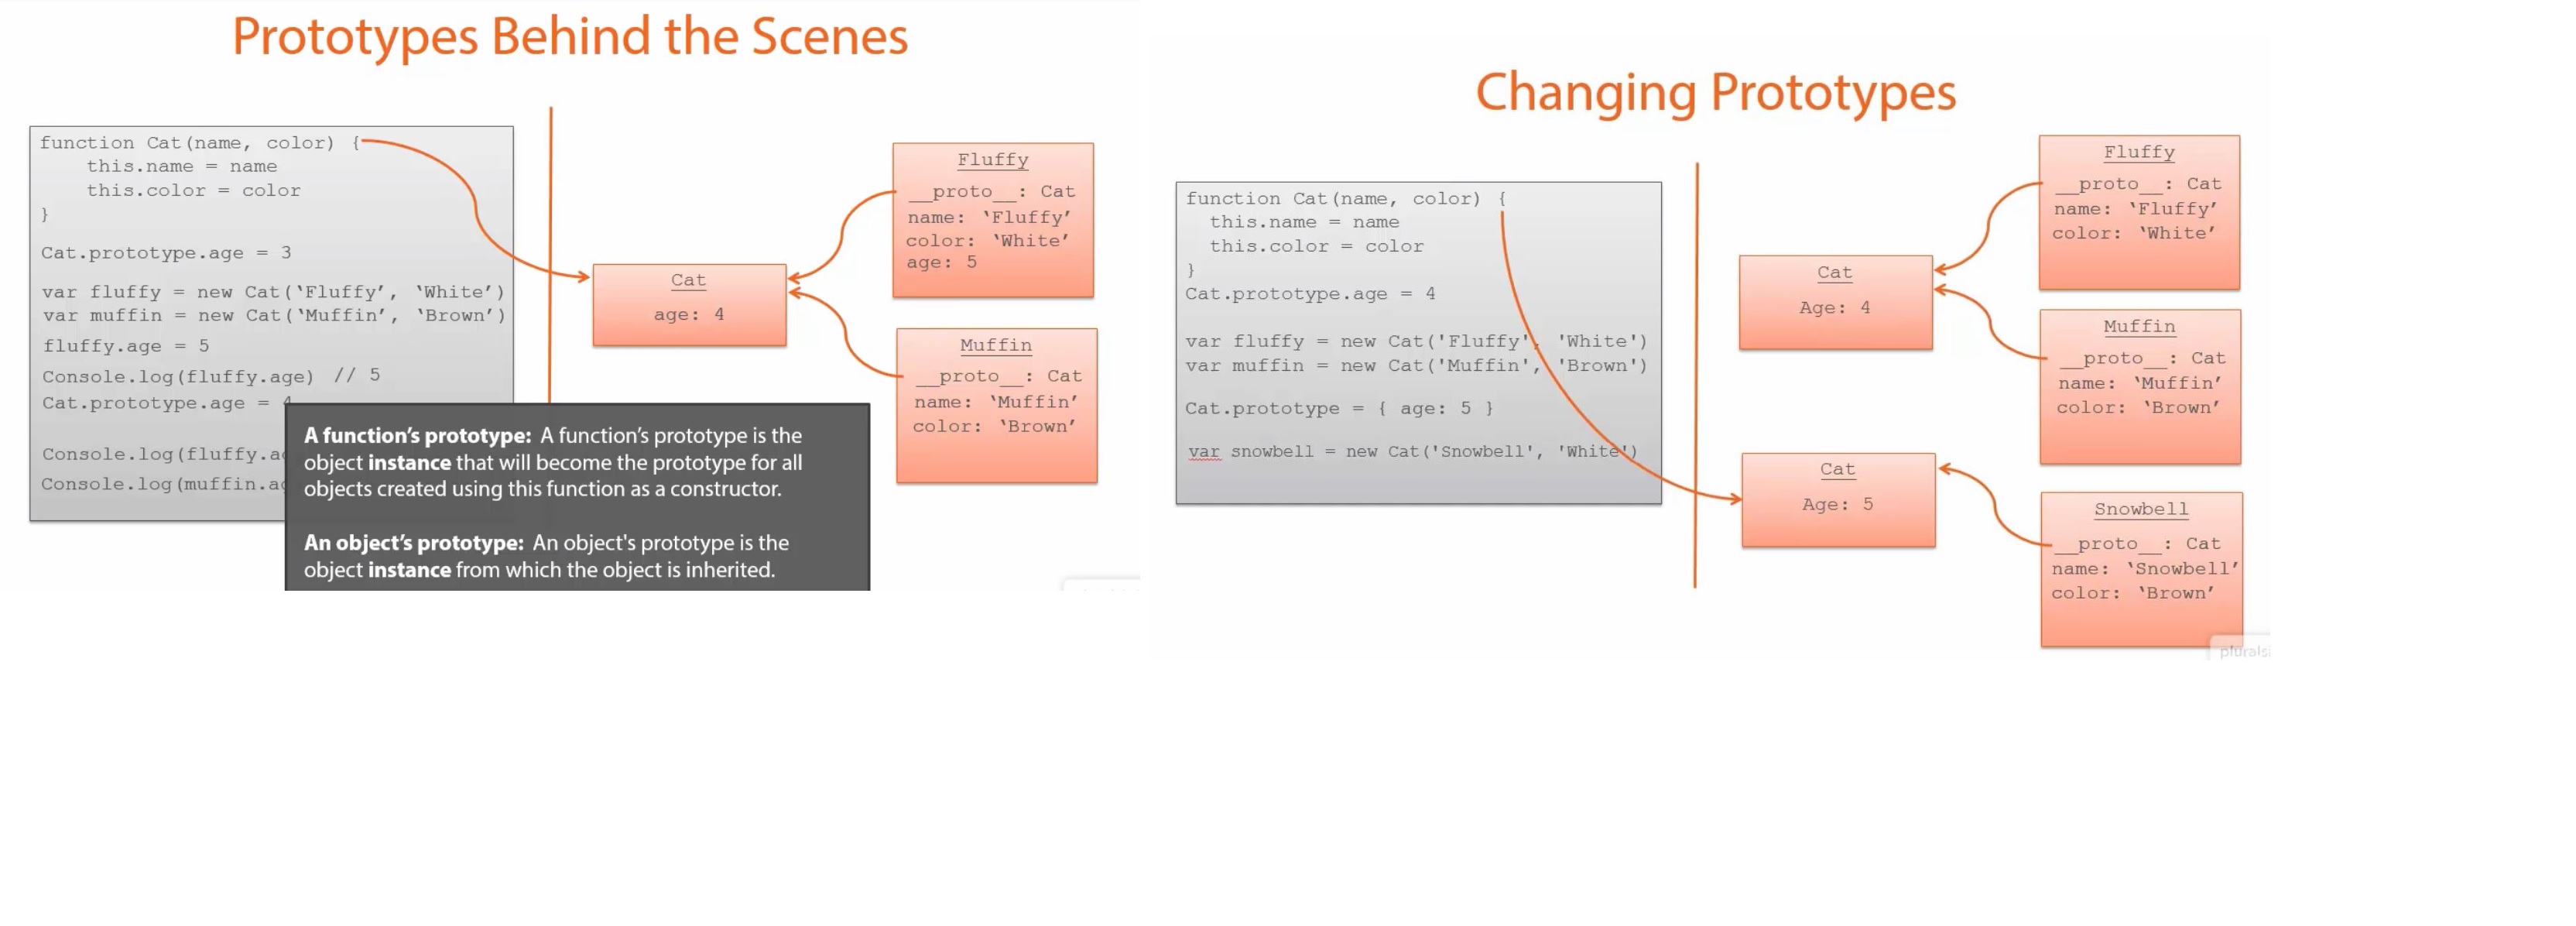 Prototypes Behind the Scenes
function Cat(name, color) {
this.name = name
this.color = color
}
Cat.prototype.age = 3
var fluffy = new Cat(‘Fluffy’, ‘White’)
var muffin = new Cat(‘Muffin’, ‘Brown’)
fluffy.age = 5
Console.log(fluffy.age) // 5
Cat.prototype.age = 4
Console.log(fluffy.ag
Console.log(muffin.ag
A function’s prototype: A function’s prototype is the
object instance that will become the prototype for all
objects created using this function as a constructor.
An object’s prototype: An object's prototype is the
object instance from which the object is inherited.
Cat
age: 4
Fluffy
__proto__: Cat
name: ‘Fluffy’
color: ‘White’
age: 5
Muffin
__proto__: Cat
name: ‘Muffin’
color: ‘Brown’
Changing Prototypes
function Cat(name, color) {
this.name = name
this.color = color
}
Cat.prototype.age = 4
var fluffy = new Cat('Fluffy', 'White')
var muffin = new Cat('Muffin', 'Brown')
Cat.prototype = { age: 5 }
var snowbell = new Cat('Snowbell', 'White')
Cat
Age: 4
Cat
Age: 5
Fluffy
__proto__: Cat
name: ‘Fluffy’
color: ‘White’
Muffin
__proto__: Cat
name: ‘Muffin’
color: ‘Brown’
Snowbell
__proto__: Cat
name: ‘Snowbell’
color: ‘Brown’
plurals